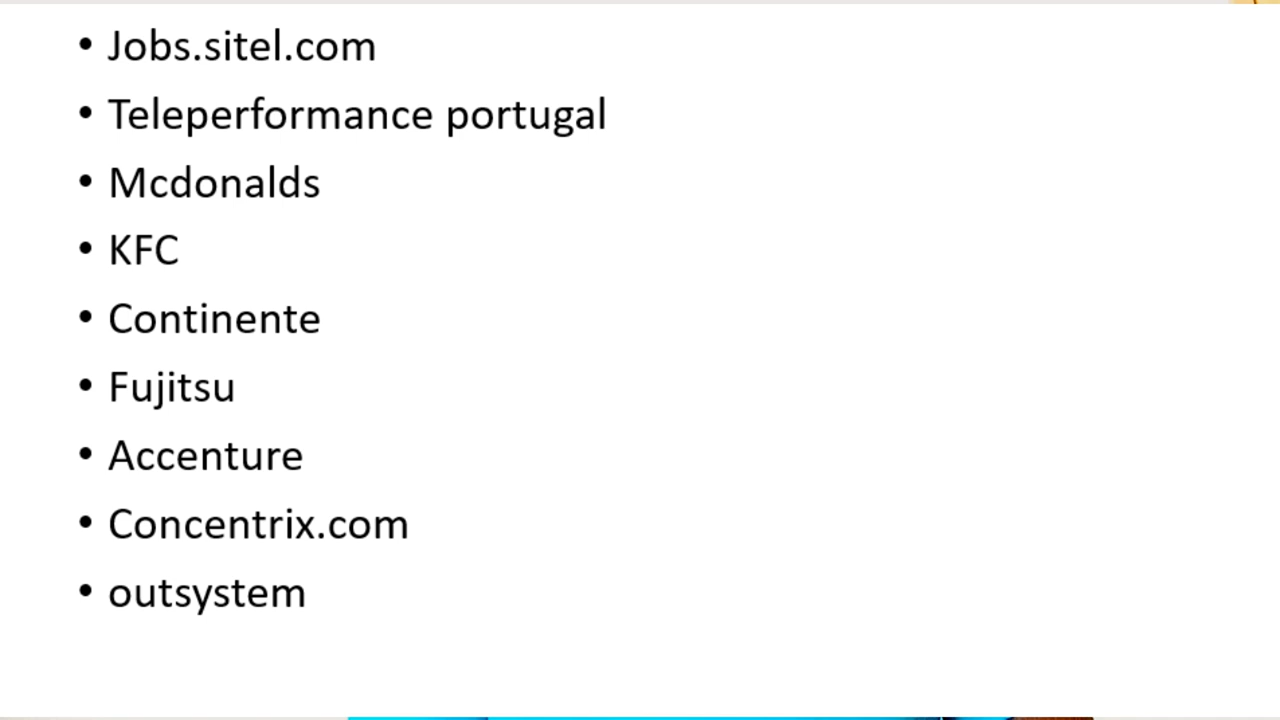 • Jobs.sitel.com
• Teleperformance portugal
• Mcdonalds
• KFC
• Continente
• Fujitsu
• Accenture
• Concentrix.com
• outsystem